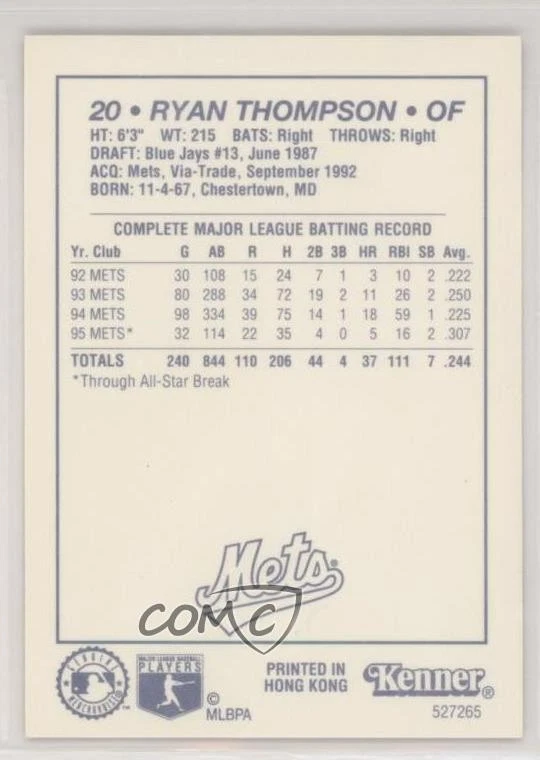 20 • RYAN THOMPSON • OF
HT: 6'3" WT: 215 BATS: Right THROWS: Right
DRAFT: Blue Jays #13, June 1987
ACQ: Mets, Via-Trade, September 1992
BORN: 11-4-67, Chestertown, MD
COMPLETE MAJOR LEAGUE BATTING RECORD
Yr. Club G AB R H 2B 3B HR RBI SB Avg.
92 METS 30 108 15 24 7 1 3 10 2 .222
93 METS 80 288 34 72 19 2 11 26 2 .250
94 METS 98 334 39 75 14 1 18 59 1 .225
95 METS* 32 114 22 35 4 0 5 16 2 .307
TOTALS 240 844 110 206 44 4 37 111 7 .244
*Through All-Star Break
Mets
COMC
GENUINE
MERCHANDISE
TM
MAJOR LEAGUE BASEBALL
PLAYERS
©
MLBPA
PRINTED IN
HONG KONG
Kenner®
527265